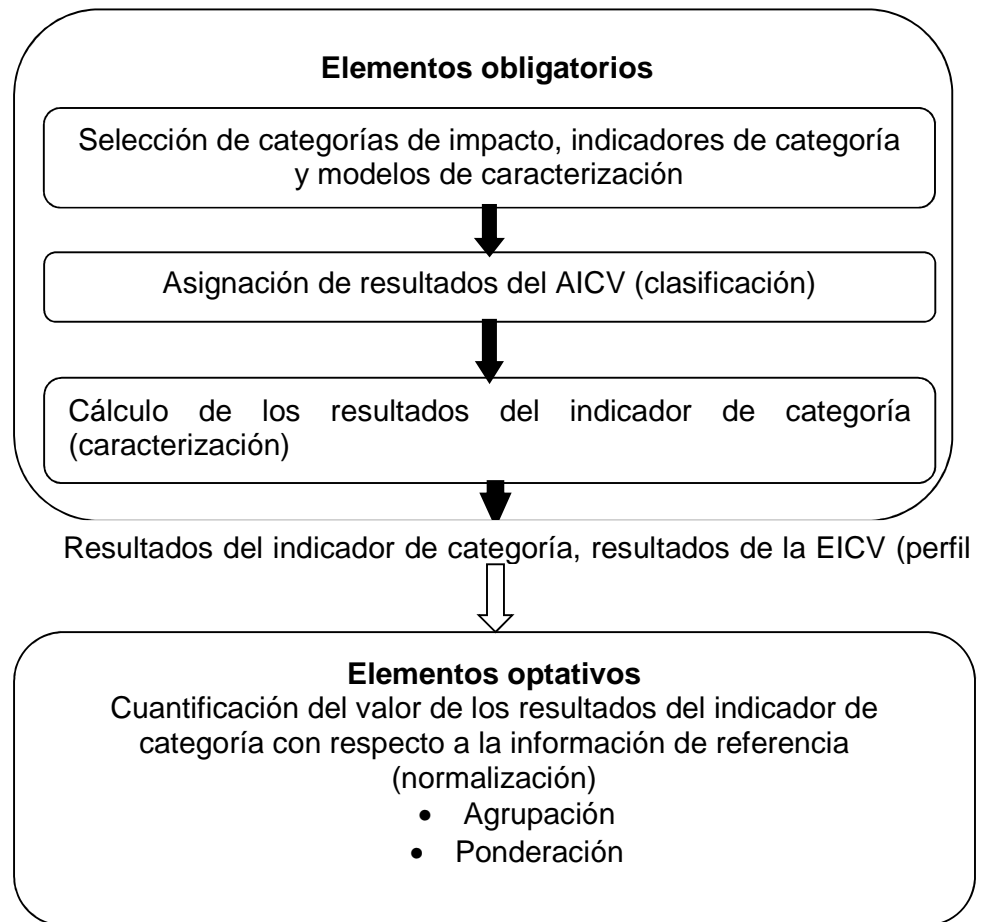 Elementos obligatorios
Selección de categorías de impacto, indicadores de categoría
y modelos de caracterización
Asignación de resultados del AICV (clasificación)
Cálculo de los resultados del indicador de categoría
(caracterización)
Resultados del indicador de categoría, resultados de la EICV (perfil
Elementos optativos
Cuantificación del valor de los resultados del indicador de
categoría con respecto a la información de referencia
(normalización)
• Agrupación
• Ponderación